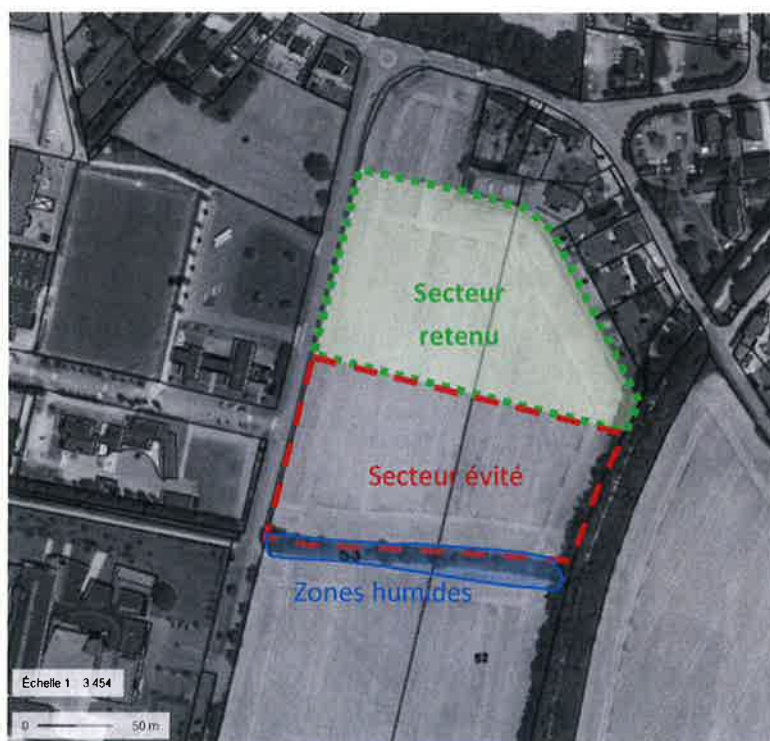 Secteur
retenu
Secteur évité
Zones humides
Échelle 1 3 454
0 50 m